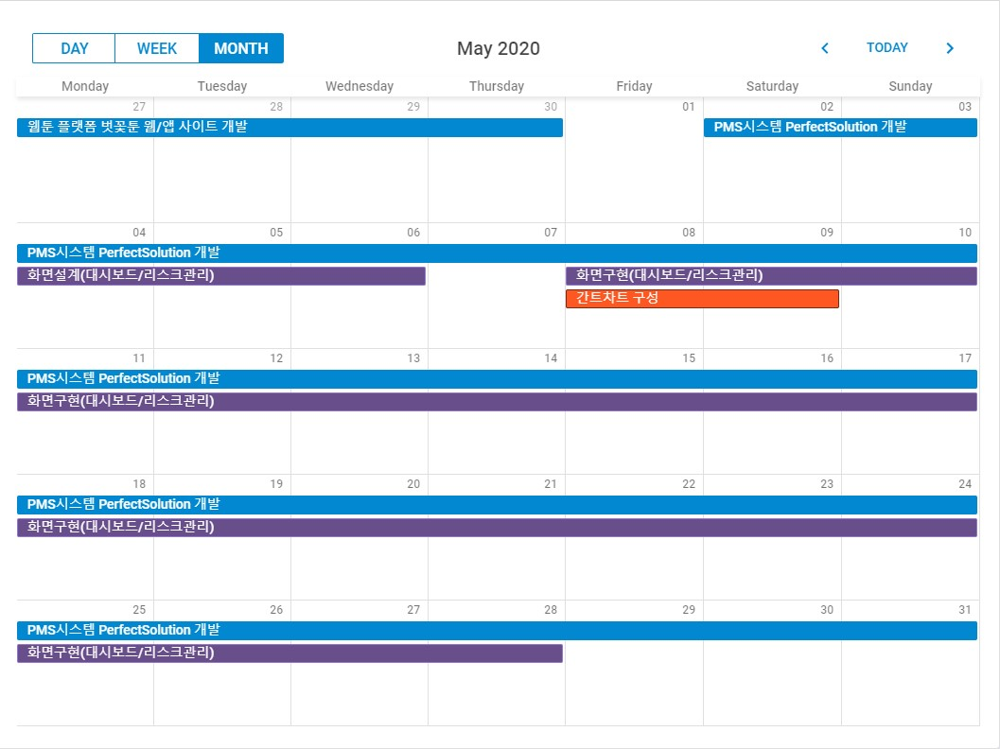 DAY WEEK MONTH May 2020 TODAY
Monday Tuesday Wednesday Thursday Friday Saturday Sunday
27 28 29 30 01 02 03
웹툰 플랫폼 벗꽃툰 웹/앱 사이트 개발 PMS시스템 PerfectSolution 개발
04 05 06 07 08 09 10
PMS시스템 PerfectSolution 개발
화면설계(대시보드/리스크관리) 화면구현(대시보드/리스크관리)
간트차트 구성
11 12 13 14 15 16 17
PMS시스템 PerfectSolution 개발
화면구현(대시보드/리스크관리)
18 19 20 21 22 23 24
PMS시스템 PerfectSolution 개발
화면구현(대시보드/리스크관리)
25 26 27 28 29 30 31
PMS시스템 PerfectSolution 개발
화면구현(대시보드/리스크관리)